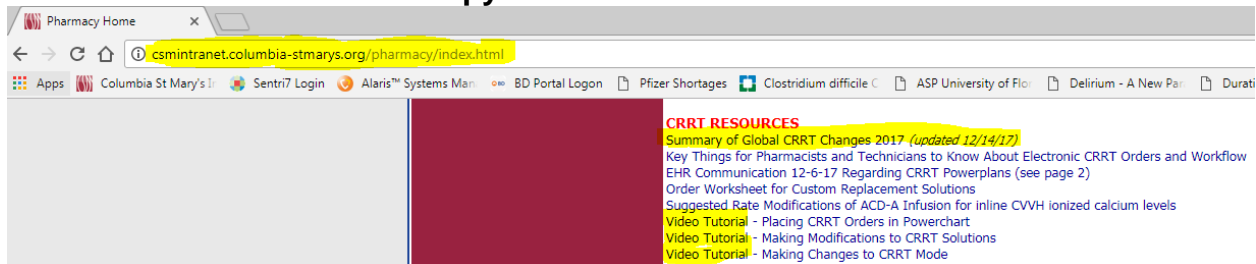 py
Pharmacy Home
csmintranet.columbia-stmarys.org/pharmacy/index.html
Apps Columbia St Mary's I Sentri7 Login Alaris™ Systems Man BD Portal Logon Pfizer Shortages Clostridium difficile C ASP University of Flor Delirium - A New Par Durati
CRRT RESOURCES
Summary of Global CRRT Changes 2017 (updated 12/14/17)
Key Things for Pharmacists and Technicians to Know About Electronic CRRT Orders and Workflow
EHR Communication 12-6-17 Regarding CRRT Powerplans (see page 2)
Order Worksheet for Custom Replacement Solutions
Suggested Rate Modifications of ACD-A Infusion for inline CVVH ionized calcium levels
Video Tutorial - Placing CRRT Orders in Powerchart
Video Tutorial - Making Modifications to CRRT Solutions
Video Tutorial - Making Changes to CRRT Mode